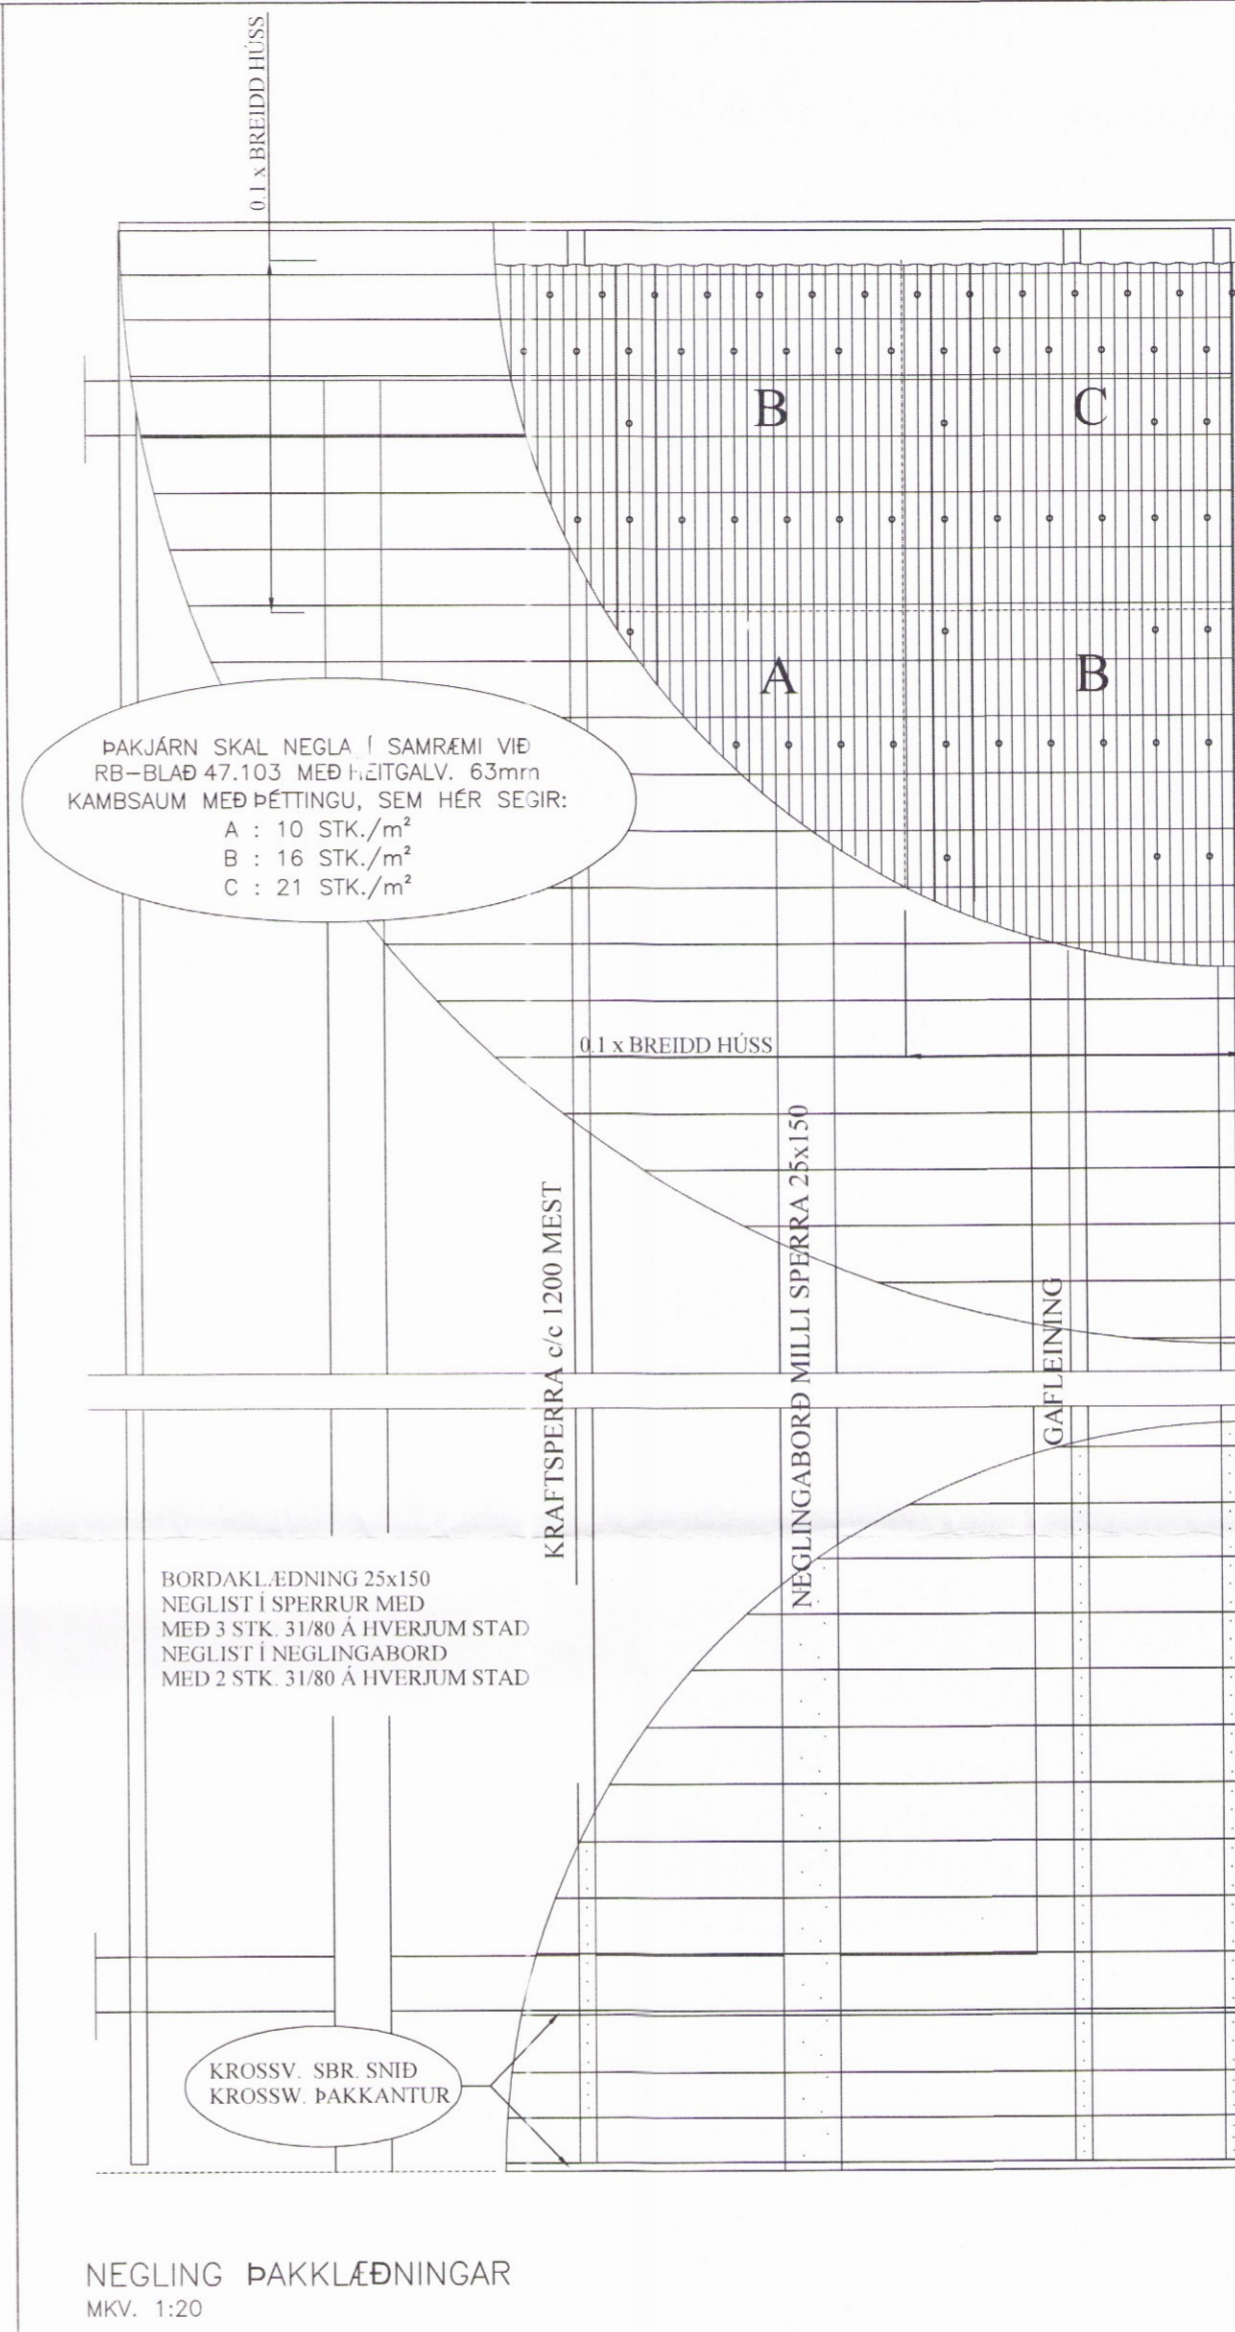 0.1 x BREIDD HÚSS
B
C
A
B
ÞAKJÁRN SKAL NEGLA Í SAMRÆMI VIÐ
RB-BLAÐ 47.103 MEÐ HEITGALV. 63mm
KAMBSAUM MEÐ ÞÉTTINGU, SEM HÉR SEGIR:
A : 10 STK./m²
B : 16 STK./m²
C : 21 STK./m²
0.1 x BREIDD HÚSS
KRAFTSPERRA c/c 1200 MEST
NEGLINGABORÐ MILLI SPERRA 25x150
GAFLEINING
BORDAKLÆDNING 25x150
NEGLIST Í SPERRUR MED
MEÐ 3 STK. 31/80 Á HVERJUM STAD
NEGLIST Í NEGLINGABORD
MED 2 STK. 31/80 Á HVERJUM STAD
KROSSV. SBR. SNIÐ
KROSSW. ÞAKKANTUR
NEGLING ÞAKKLÆÐNINGAR
MKV. 1:20